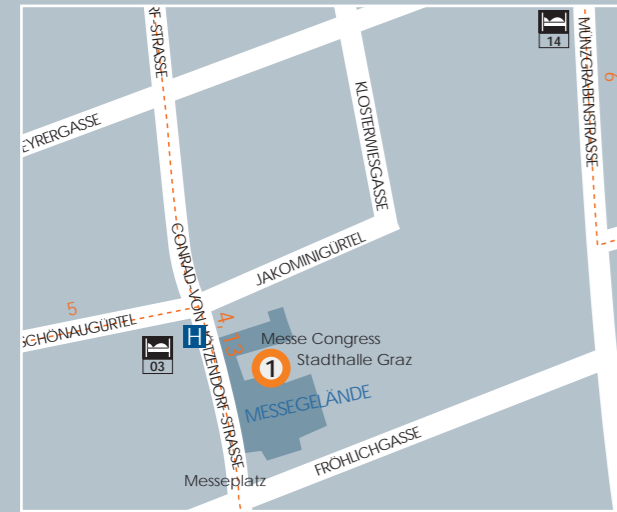 RF-STRASSE
14
MÜNZGRABENSTRASSE
6
EYRERGASSE
KLOSTERWIESGASSE
CONRAD-VON-HÖTZENDORF-STRASSE
JAKOMINIGÜRTEL
5
SCHÖNAUGÜRTEL
H
4, 13
03
Messe Congress
Stadthalle Graz
1
MESSEGELÄNDE
FRÖHLICHGASSE
Messeplatz